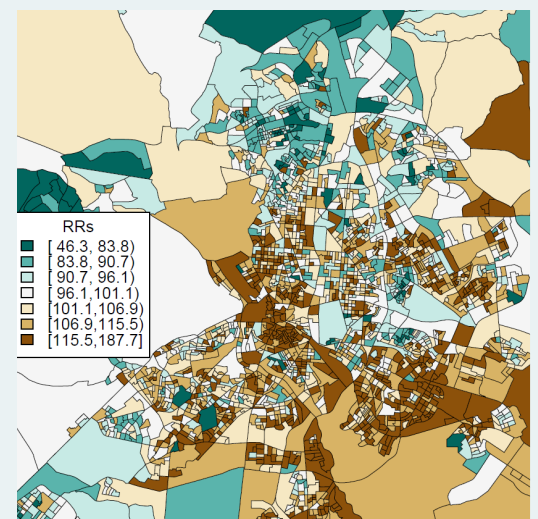 RRs
[ 46.3, 83.8)
[ 83.8, 90.7)
[ 90.7, 96.1)
[ 96.1,101.1)
[101.1,106.9)
[106.9,115.5)
[115.5,187.7]